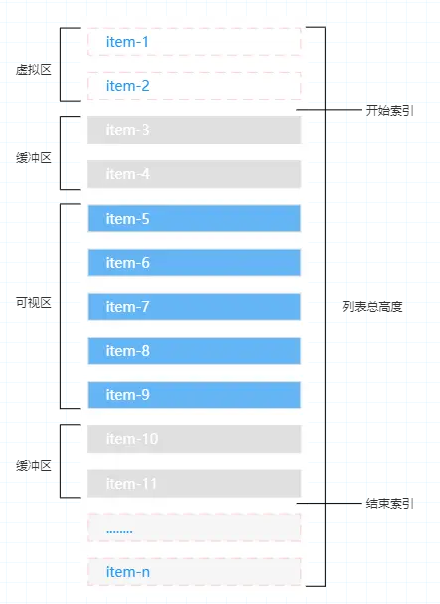 item-1
虚拟区
item-2
开始索引
item-3
缓冲区
item-4
item-5
item-6
可视区
item-7
列表总高度
item-8
item-9
item-10
缓冲区
item-11
结束索引
........
item-n